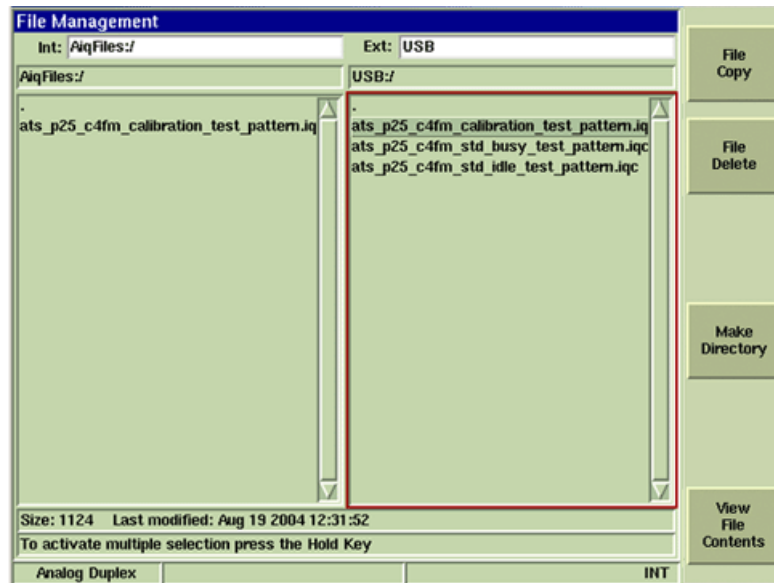 File Management
Int: AiqFiles:/ Ext: USB
AiqFiles:/ USB:/
.
ats_p25_c4fm_calibration_test_pattern.iq
.
ats_p25_c4fm_calibration_test_pattern.iq
ats_p25_c4fm_std_busy_test_pattern.iqc
ats_p25_c4fm_std_idle_test_pattern.iqc
Size: 1124 Last modified: Aug 19 2004 12:31:52
To activate multiple selection press the Hold Key
Analog Duplex INT
File
Copy
File
Delete
Make
Directory
View
File
Contents